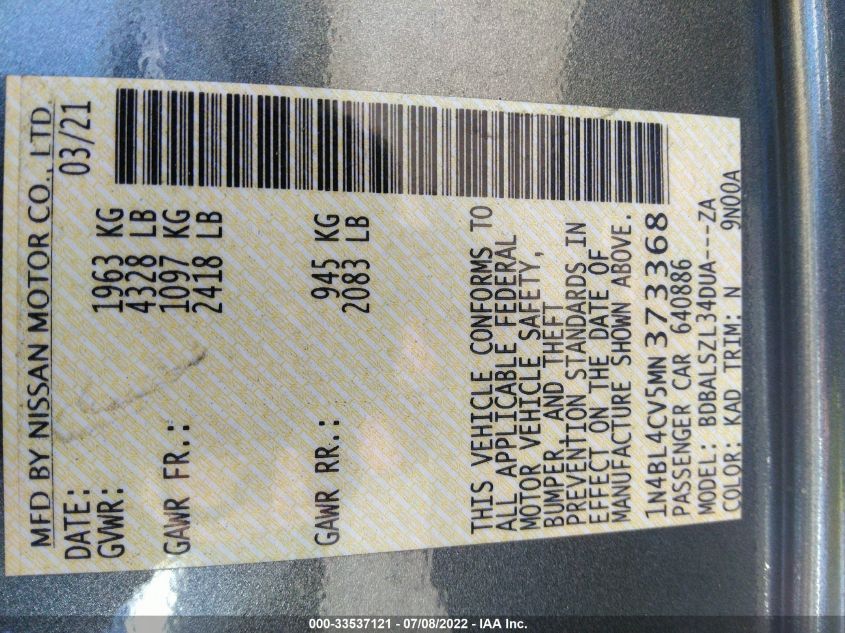 MFD BY NISSAN MOTOR CO., LTD.
DATE: 03/21
GVWR: 1963 KG
4328 LB
GAWR FR.: 1097 KG
2418 LB
GAWR RR.: 945 KG
2083 LB
THIS VEHICLE CONFORMS TO
ALL APPLICABLE FEDERAL
MOTOR VEHICLE SAFETY,
BUMPER AND THEFT
PREVENTION STANDARDS IN
EFFECT ON THE DATE OF
MANUFACTURE SHOWN ABOVE.
1N4BL4CV5MN373368
PASSENGER CAR 640886
MODEL: BDBALSZL34DUA---ZA
COLOR: KAD TRIM: N 9N00A
000-33537121 - 07/08/2022 - IAA Inc.